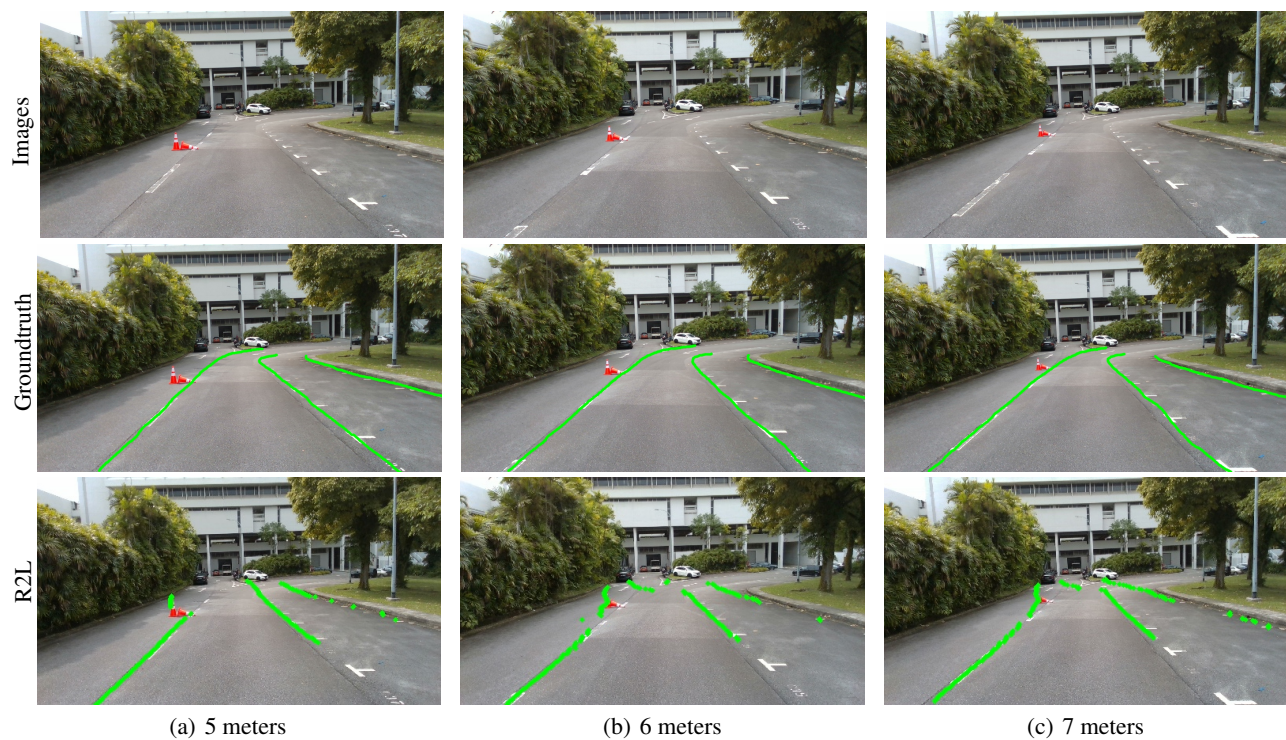 Images
Groundtruth
R2L
(a) 5 meters
(b) 6 meters
(c) 7 meters